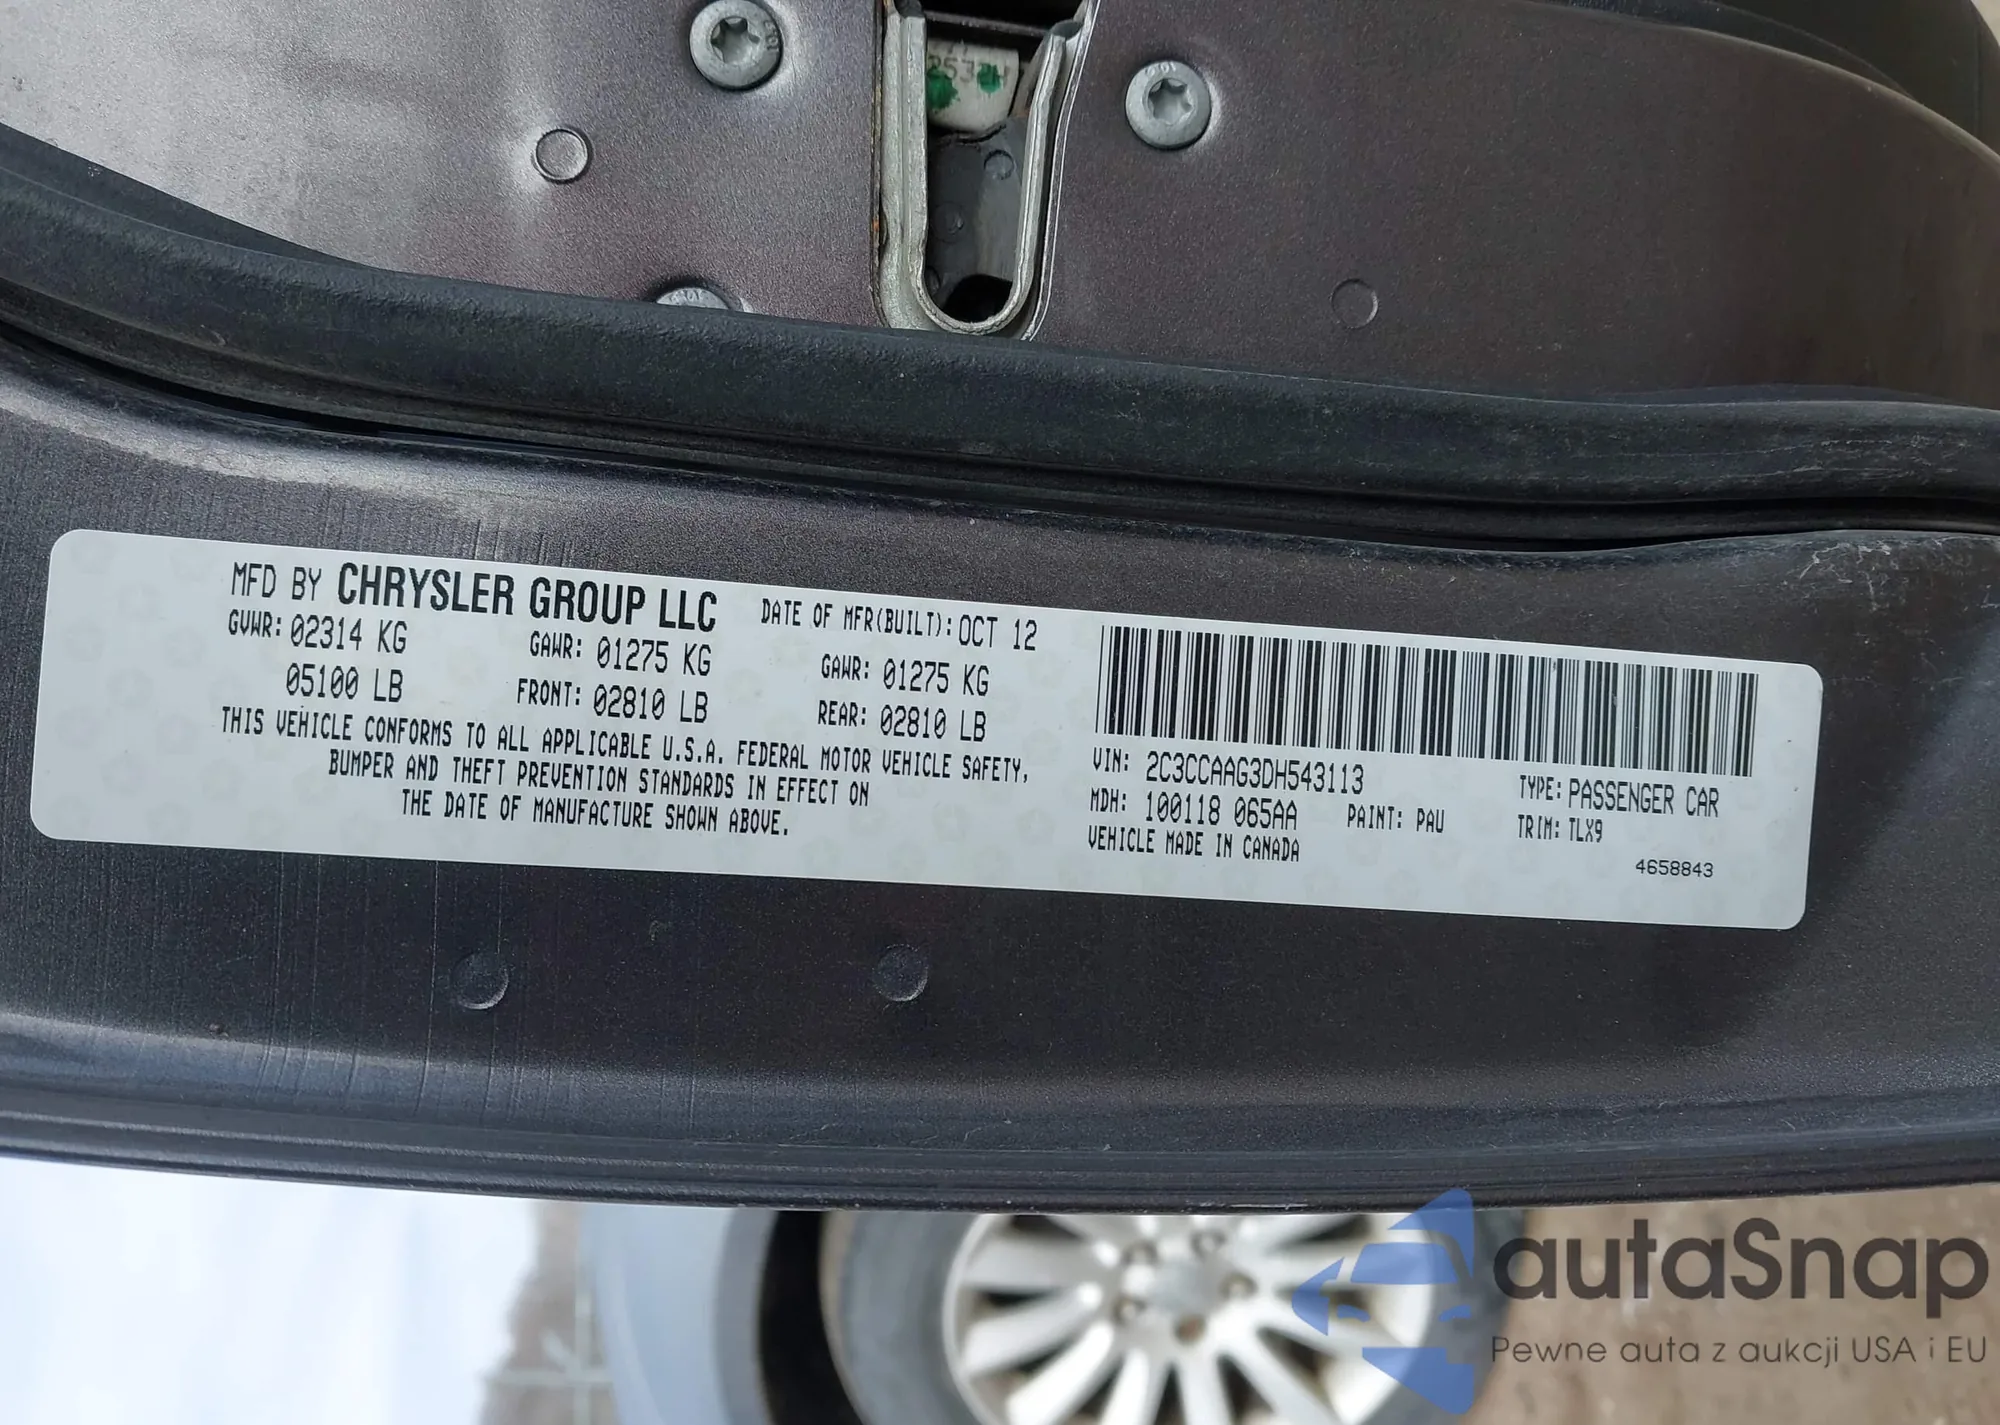 MFD BY CHRYSLER GROUP LLC
DATE OF MFR(BUILT): OCT 12
GVWR: 02314 KG
GAWR: 01275 KG
GAWR: 01275 KG
05100 LB
FRONT: 02810 LB
REAR: 02810 LB
THIS VEHICLE CONFORMS TO ALL APPLICABLE U.S.A. FEDERAL MOTOR VEHICLE SAFETY,
BUMPER AND THEFT PREVENTION STANDARDS IN EFFECT ON
THE DATE OF MANUFACTURE SHOWN ABOVE.
VIN: 2C3CCAAG3DH543113
TYPE: PASSENGER CAR
MDH: 100118 065AA
PAINT: PAU
TRIM: TLX9
VEHICLE MADE IN CANADA
4658843
autaSnap
Pewne auta z aukcji USA i EU